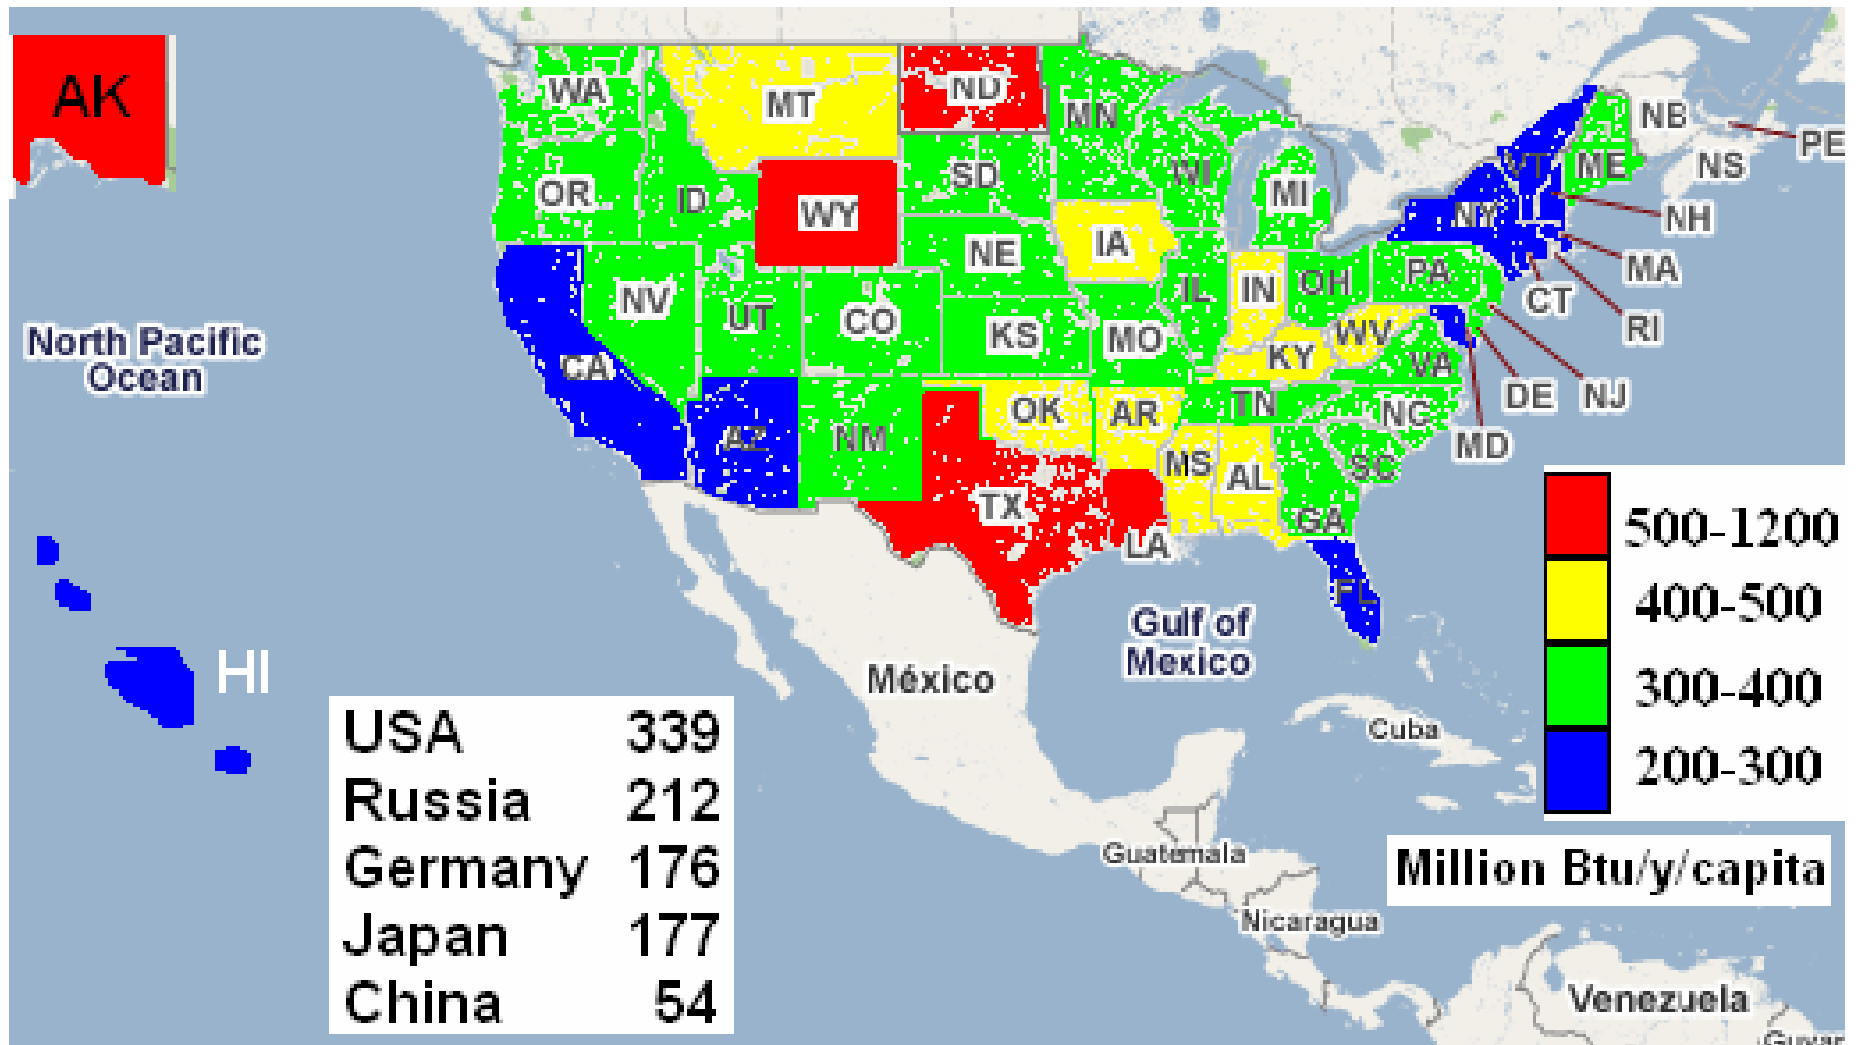 AK
WA
MT
ND
MN
NB
PE
OR
ID
WY
SD
WI
MI
VT
ME
NS
NY
NH
NE
IA
MA
NV
UT
CO
KS
MO
IL
IN
OH
PA
CT
RI
North Pacific
Ocean
CA
KY
WV
VA
DE
NJ
AZ
NM
OK
AR
TN
NC
MD
TX
LA
MS
AL
GA
SC
FL
500-1200
400-500
300-400
200-300
Million Btu/y/capita
HI
Gulf of
Mexico
México
Cuba
Guatemala
Nicaragua
Venezuela
Guyar
USA 339
Russia 212
Germany 176
Japan 177
China 54